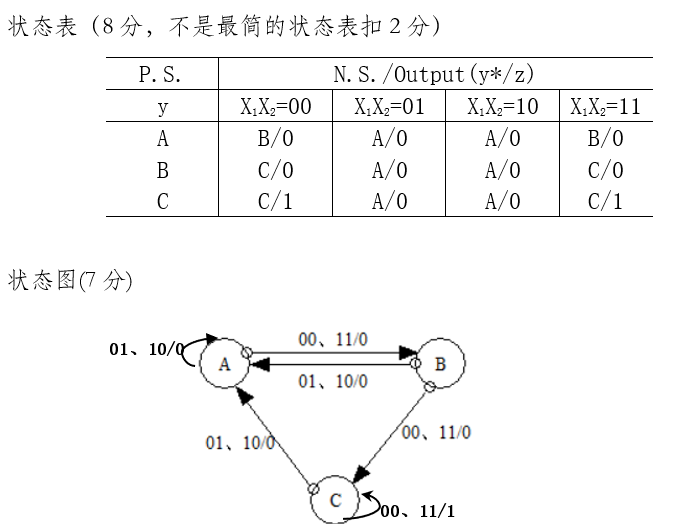 状态表（8分，不是最简的状态表扣2分）
P.S. N.S./Output(y*/z)
y X₁X₂=00 X₁X₂=01 X₁X₂=10 X₁X₂=11
A B/0 A/0 A/0 B/0
B C/0 A/0 A/0 C/0
C C/1 A/0 A/0 C/1
状态图(7分)
00、11/0
01、10/0
A
B
01、10/0
00、11/0
01、10/0
C
00、11/1